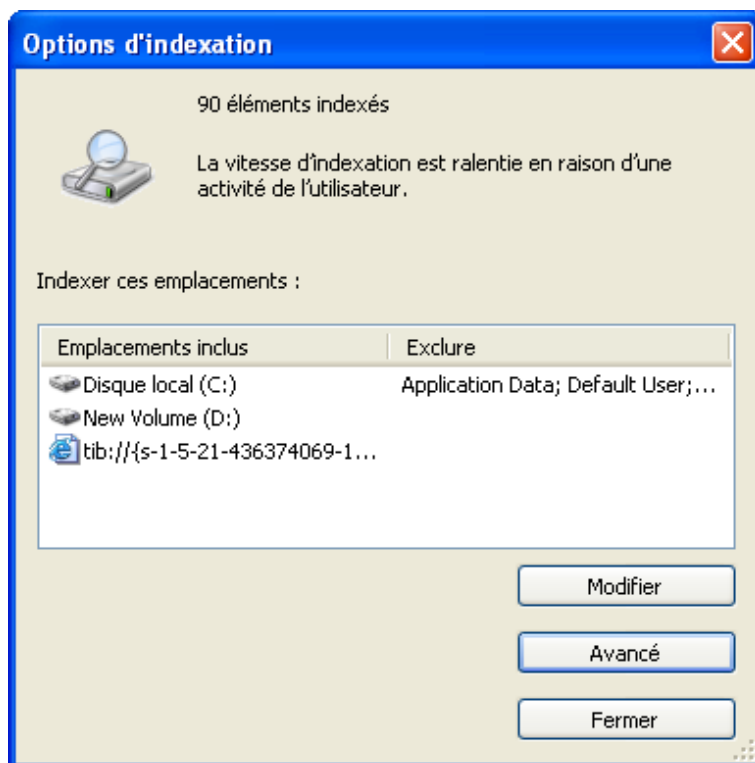 Options d'indexation
90 éléments indexés
La vitesse d'indexation est ralentie en raison d'une
activité de l'utilisateur.
Indexer ces emplacements :
Emplacements inclus Exclure
Disque local (C:) Application Data; Default User;...
New Volume (D:)
tib://{s-1-5-21-436374069-1...
Modifier
Avancé
Fermer